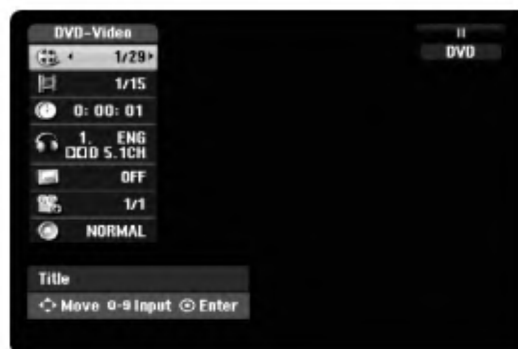 DVD-Video
II
DVD
1/29
1/15
0: 00: 01
1. ENG
D 5.1CH
OFF
1/1
NORMAL
Title
Move 0-9 Input Enter